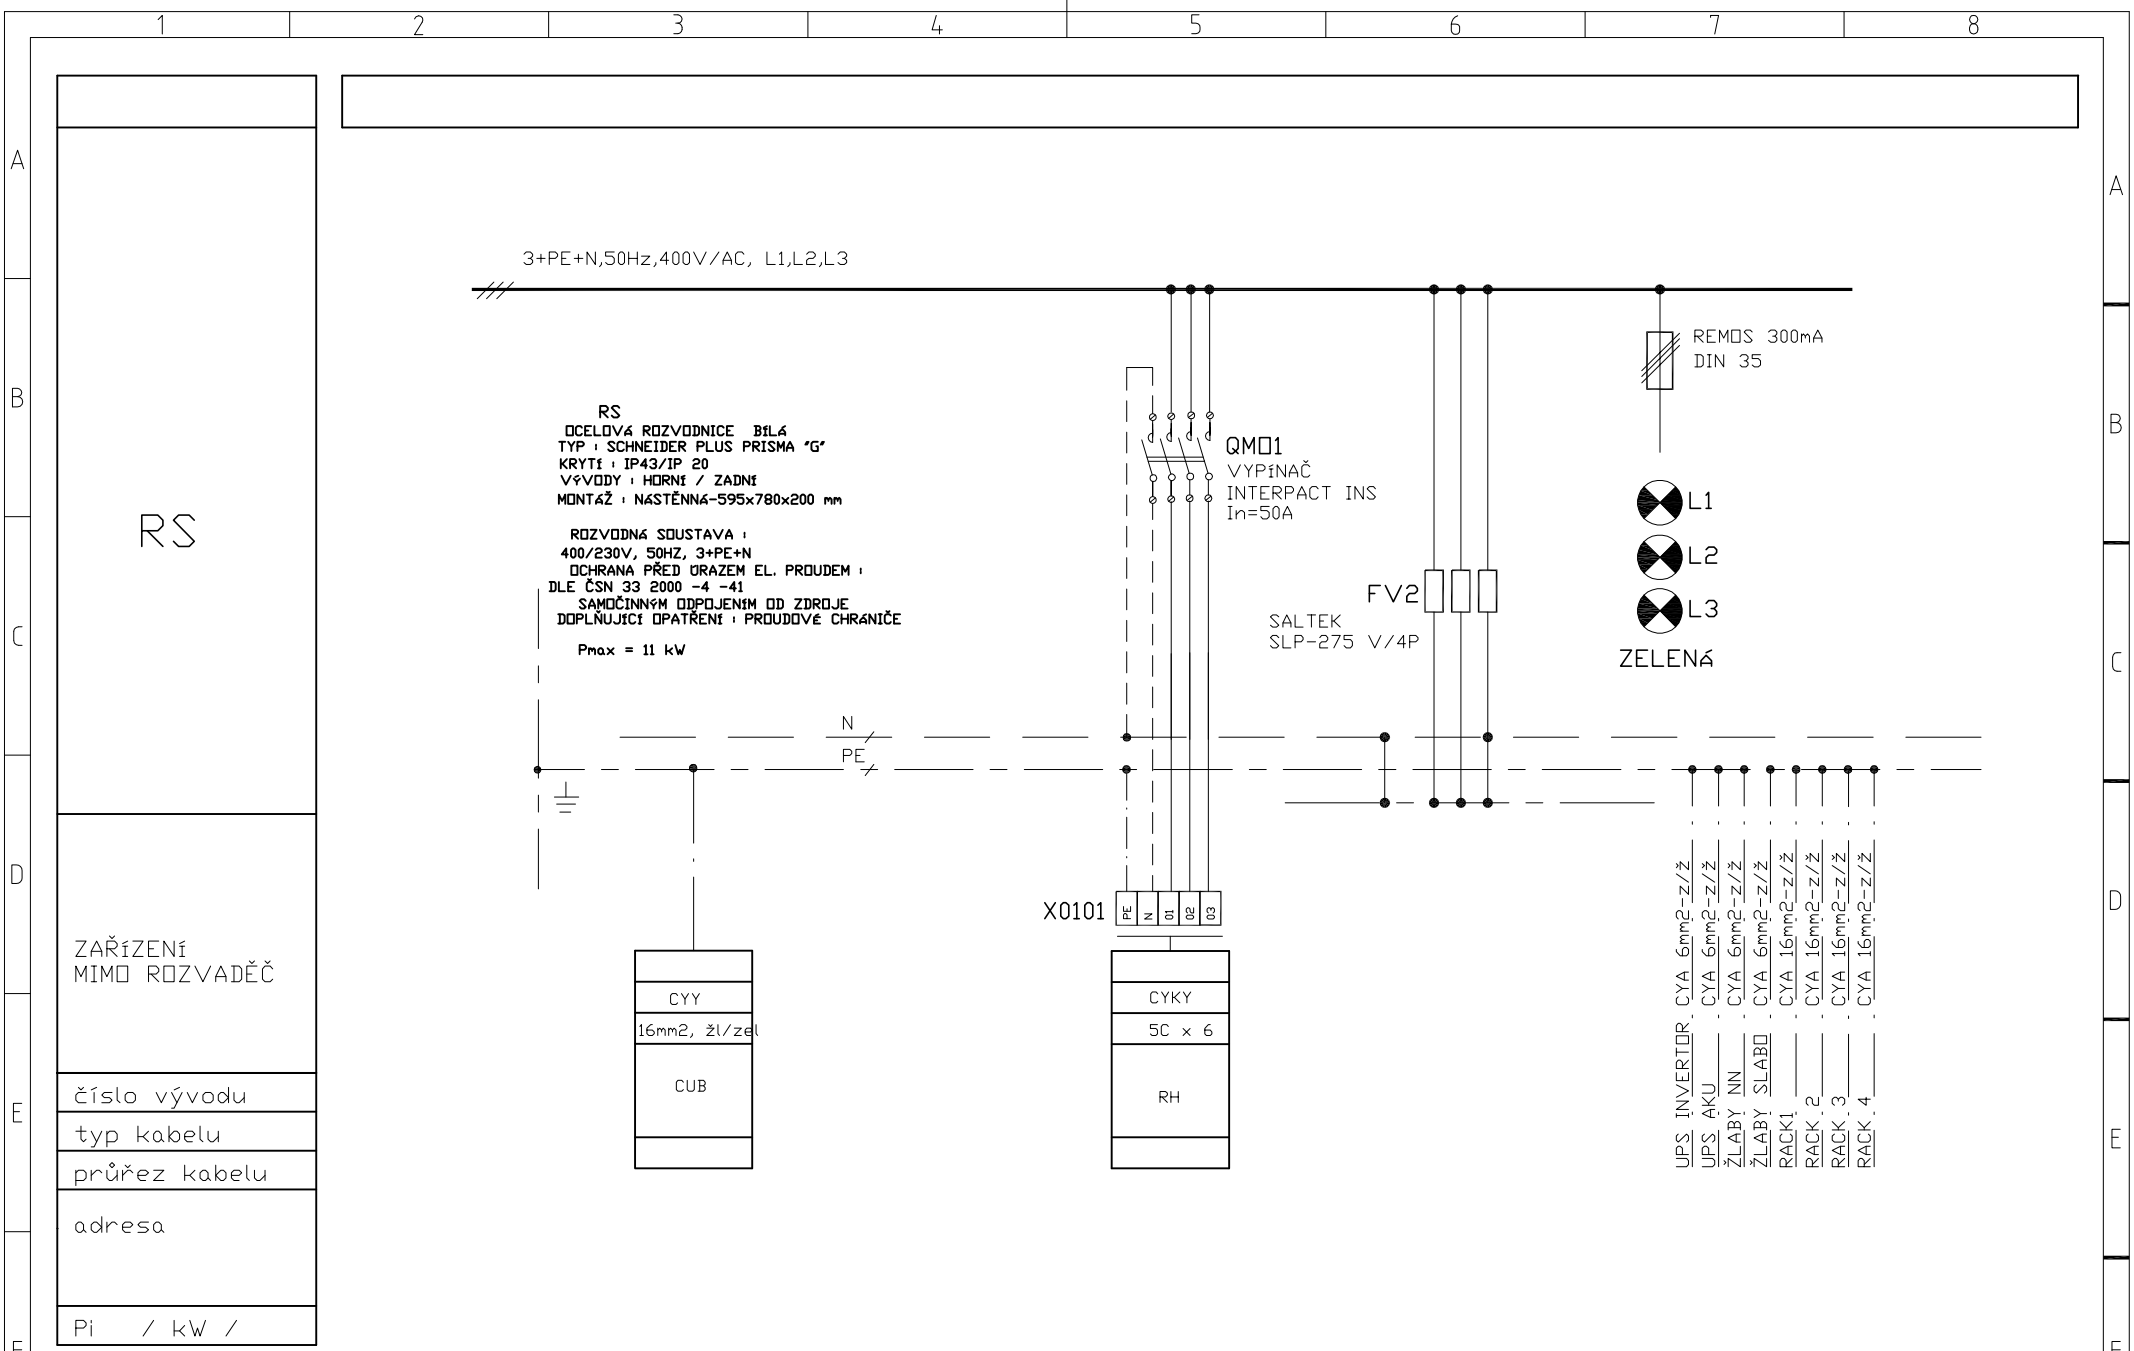 1 2 3 4 5 6 7 8
A A
B B
C C
D D
E E
F F
RS
ZAŘÍZENÍ
MIMO ROZVADĚČ
číslo vývodu
typ kabelu
průřez kabelu
adresa
Pi / kW /
3+PE+N,50Hz,400V/AC, L1,L2,L3
RS
OCELOVÁ ROZVODNICE BÍLÁ
TYP : SCHNEIDER PLUS PRISMA "G"
KRYTÍ : IP43/IP 20
VÝVODY : HORNÍ / ZADNÍ
MONTÁŽ : NÁSTĚNNÁ-595x780x200 mm
ROZVODNÁ SOUSTAVA :
400/230V, 50HZ, 3+PE+N
OCHRANA PŘED ÚRAZEM EL. PROUDEM :
DLE ČSN 33 2000 -4 -41
SAMOČINNÝM ODPOJENÍM OD ZDROJE
DOPLŇUJÍCÍ OPATŘENÍ : PROUDOVÉ CHRÁNIČE
Pmax = 11 kW
QM01
VYPÍNAČ
INTERPACT INS
In=50A
FV2
SALTEK
SLP-275 V/4P
REMOS 300mA
DIN 35
L1
L2
L3
ZELENÁ
N
PE
X0101 PE N 01 02 03
CYY
16mm2, žl/zel
CUB
CYKY
5C x 6
RH
UPS INVERTOR CYA 6mm2-z/ž
UPS AKU CYA 6mm2-z/ž
ŽLABY NN CYA 6mm2-z/ž
ŽLABY SLABO CYA 6mm2-z/ž
RACK1 CYA 16mm2-z/ž
RACK 2 CYA 16mm2-z/ž
RACK 3 CYA 16mm2-z/ž
RACK 4 CYA 16mm2-z/ž